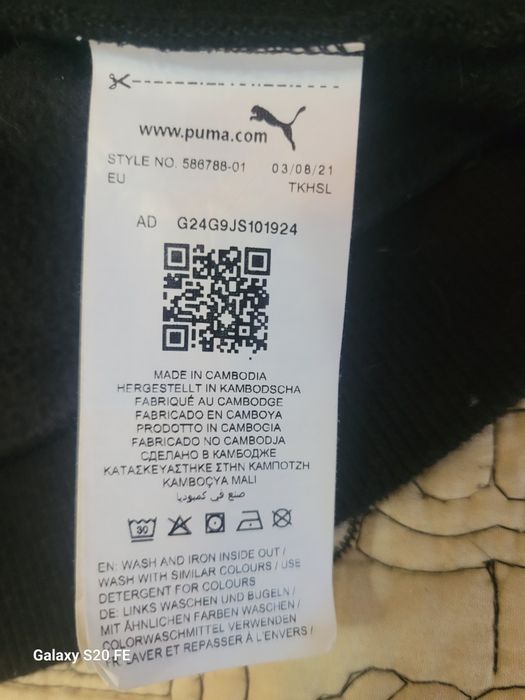 www.puma.com
STYLE NO. 586788-01 03/08/21
EU TKHSL
AD G24G9JS101924
MADE IN CAMBODIA
HERGESTELLT IN KAMBODSCHA
FABRIQUÉ AU CAMBODGE
FABRICADO EN CAMBOYA
PRODOTTO IN CAMBOGIA
FABRICADO NO CAMBODJA
СДЕЛАНО В КАМБОДЖЕ
ΚΑΤΑΣΚΕΥΑΣΤΗΚΕ ΣΤΗΝ ΚΑΜΠΟΤΖΗ
KAMBOÇYA MALI
صنع في كمبوديا
30
EN: WASH AND IRON INSIDE OUT /
WASH WITH SIMILAR COLOURS / USE
DETERGENT FOR COLOURS
DE: LINKS WASCHEN UND BÜGELN /
MIT ÄHNLICHEN FARBEN WASCHEN /
COLORWASCHMITTEL VERWENDEN
LAVER ET REPASSER À L'ENVERS /
Galaxy S20 FE